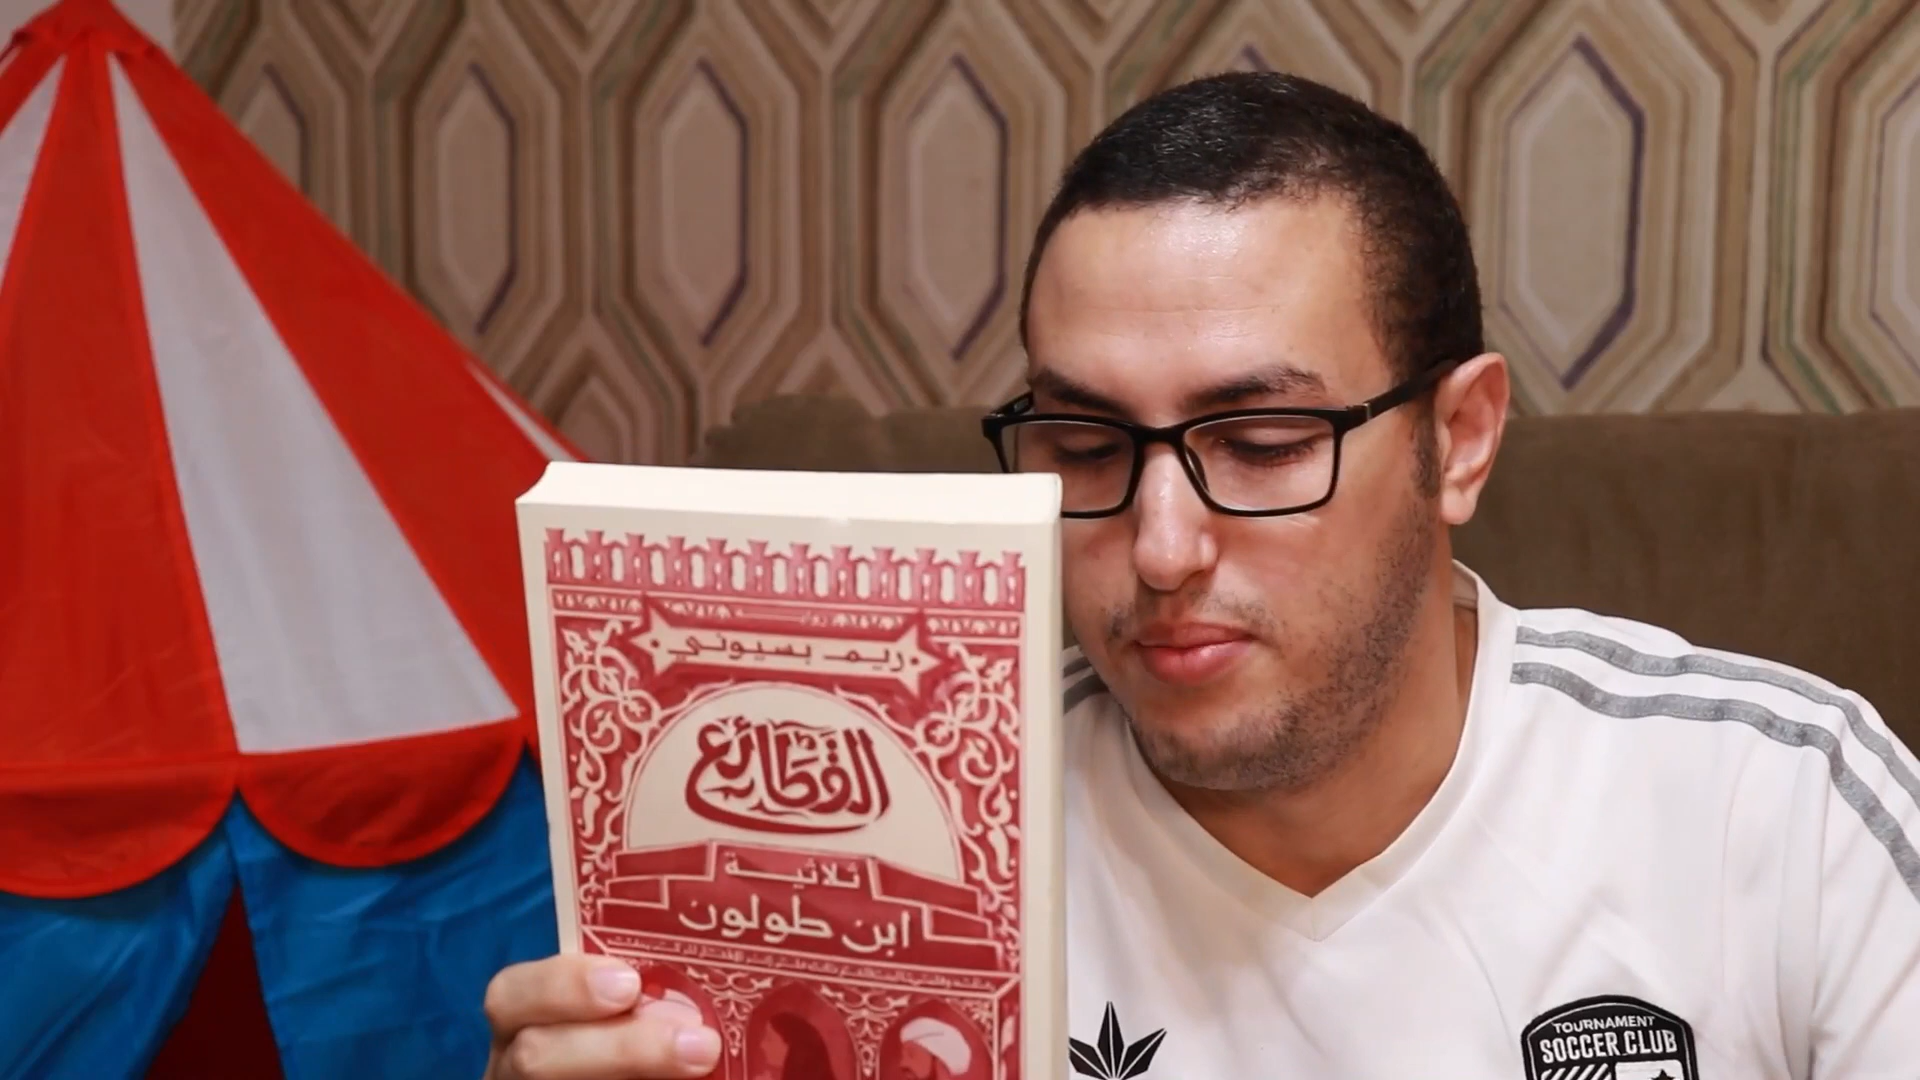 ريم بسيوني
القطائع
ثلاثية
ابن طولون
TOURNAMENT
SOCCER CLUB